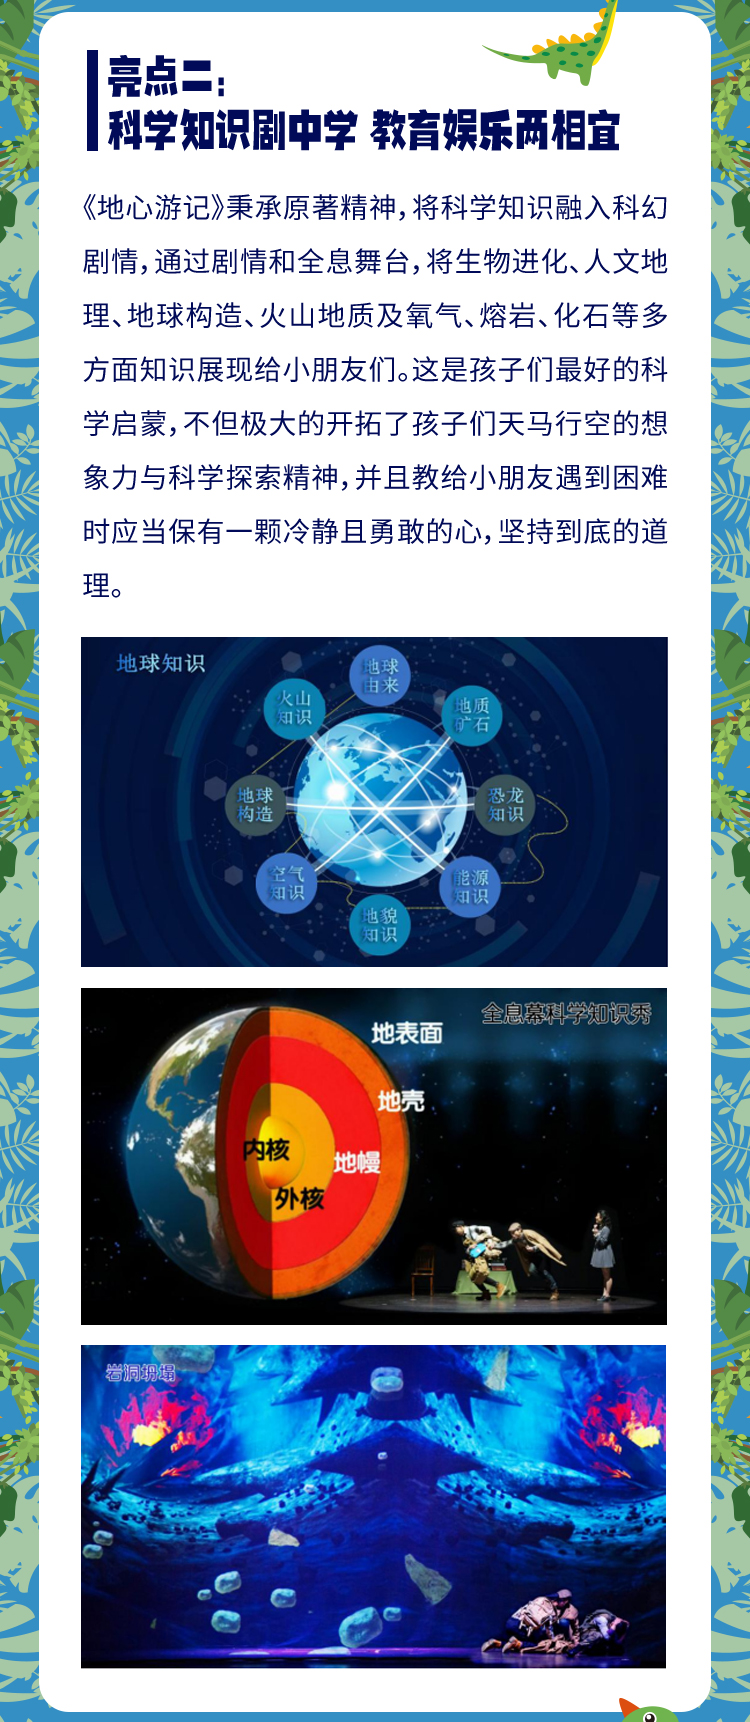 亮点二：
科学知识剧中学 教育娱乐两相宜
《地心游记》秉承原著精神，将科学知识融入科幻
剧情，通过剧情和全息舞台，将生物进化、人文地
理、地球构造、火山地质及氧气、熔岩、化石等多
方面知识展现给小朋友们。这是孩子们最好的科
学启蒙，不但极大的开拓了孩子们天马行空的想
象力与科学探索精神，并且教给小朋友遇到困难
时应当保有一颗冷静且勇敢的心，坚持到底的道
理。
地球知识
地球
由来
火山
知识
地质
矿石
地球
构造
恐龙
知识
空气
知识
能源
知识
地貌
知识
全息幕科学知识秀
地表面
地壳
地幔
内核
外核
岩洞坍塌